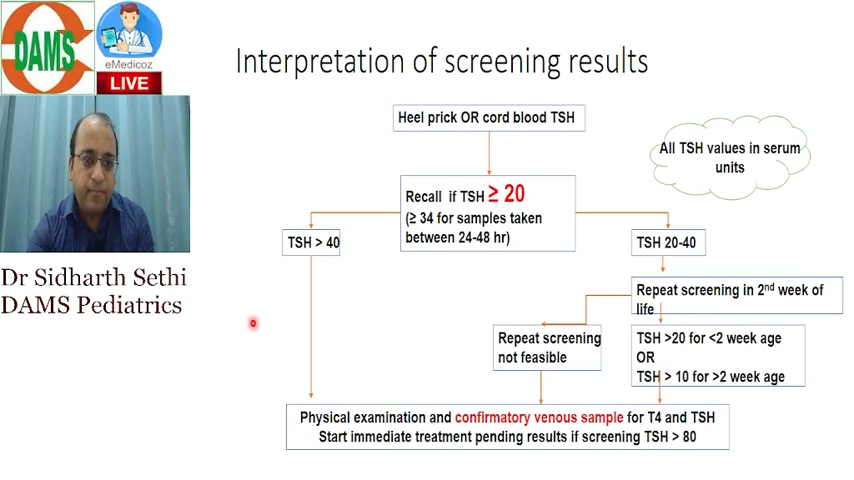 DAMS
eMedicoz
LIVE
Interpretation of screening results
Heel prick OR cord blood TSH
All TSH values in serum
units
Recall if TSH ≥ 20
(≥ 34 for samples taken
between 24-48 hr)
TSH > 40
TSH 20-40
Dr Sidharth Sethi
DAMS Pediatrics
Repeat screening in 2nd week of
life
Repeat screening
not feasible
TSH >20 for <2 week age
OR
TSH > 10 for >2 week age
Physical examination and confirmatory venous sample for T4 and TSH
Start immediate treatment pending results if screening TSH > 80